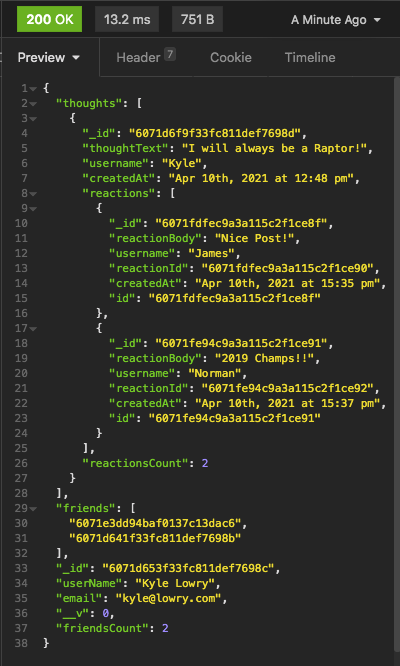 200 OK 13.2 ms 751 B A Minute Ago
Preview Header 7 Cookie Timeline
1 {
2 "thoughts": [
3 {
4 "_id": "6071d6f9f33fc811def7698d",
5 "thoughtText": "I will always be a Raptor!",
6 "username": "Kyle",
7 "createdAt": "Apr 10th, 2021 at 12:48 pm",
8 "reactions": [
9 {
10 "_id": "6071fdfec9a3a115c2f1ce8f",
11 "reactionBody": "Nice Post!",
12 "username": "James",
13 "reactionId": "6071fdfec9a3a115c2f1ce90",
14 "createdAt": "Apr 10th, 2021 at 15:35 pm",
15 "id": "6071fdfec9a3a115c2f1ce8f"
16 },
17 {
18 "_id": "6071fe94c9a3a115c2f1ce91",
19 "reactionBody": "2019 Champs!!",
20 "username": "Norman",
21 "reactionId": "6071fe94c9a3a115c2f1ce92",
22 "createdAt": "Apr 10th, 2021 at 15:37 pm",
23 "id": "6071fe94c9a3a115c2f1ce91"
24 }
25 ],
26 "reactionsCount": 2
27 }
28 ],
29 "friends": [
30 "6071e3dd94baf0137c13dac6",
31 "6071d641f33fc811def7698b"
32 ],
33 "_id": "6071d653f33fc811def7698c",
34 "userName": "Kyle Lowry",
35 "email": "kyle@lowry.com",
36 "__v": 0,
37 "friendsCount": 2
38 }